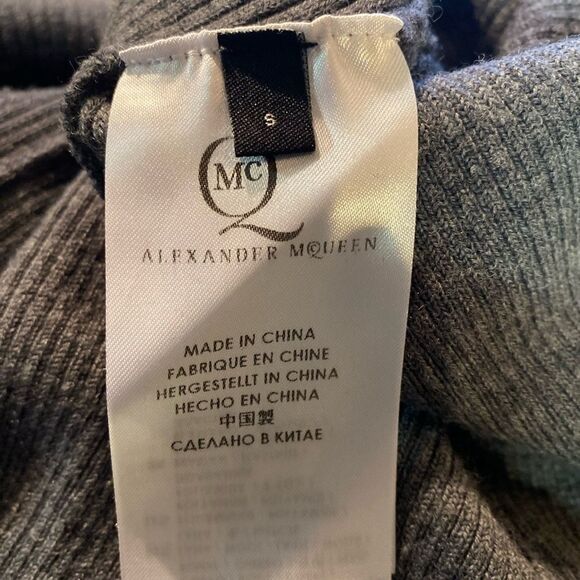 S
McQ
ALEXANDER MCQUEEN
MADE IN CHINA
FABRIQUE EN CHINE
HERGESTELLT IN CHINA
HECHO EN CHINA
中国製
СДЕЛАНО В КИТАЕ